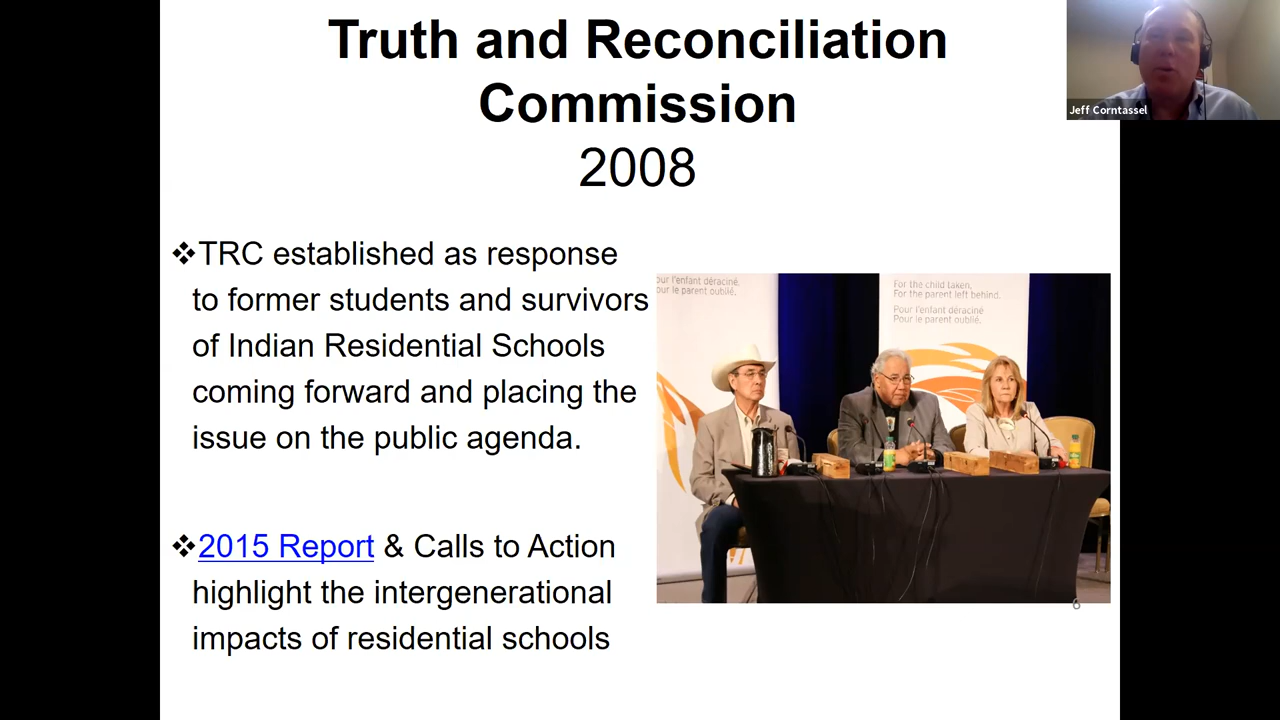 Truth and Reconciliation
Commission
2008
Jeff Corntassel
❖TRC established as response
to former students and survivors
of Indian Residential Schools
coming forward and placing the
issue on the public agenda.
❖2015 Report & Calls to Action
highlight the intergenerational
impacts of residential schools
our l'enfant déraciné,
our le parent oublié.
For the child taken,
For the parent left behind.
Pour l'enfant déraciné
Pour le parent oublié.
6